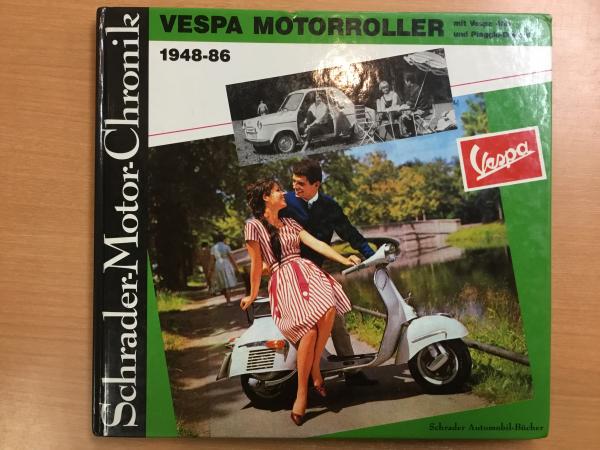 Schrader-Motor-Chronik
VESPA MOTORROLLER
mit Vespa
und Piaggio
1948-86
Vespa
Schrader Automobil-Bücher